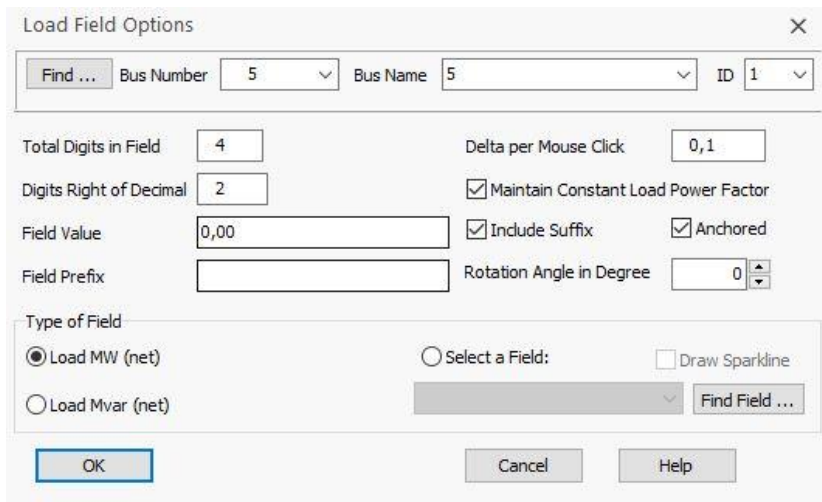 Load Field Options
Find ... Bus Number 5 Bus Name 5 ID 1
Total Digits in Field 4 Delta per Mouse Click 0,1
Digits Right of Decimal 2 Maintain Constant Load Power Factor
Field Value 0,00 Include Suffix Anchored
Field Prefix Rotation Angle in Degree 0
Type of Field
Load MW (net) Select a Field: Draw Sparkline
Load Mvar (net) Find Field ...
OK Cancel Help